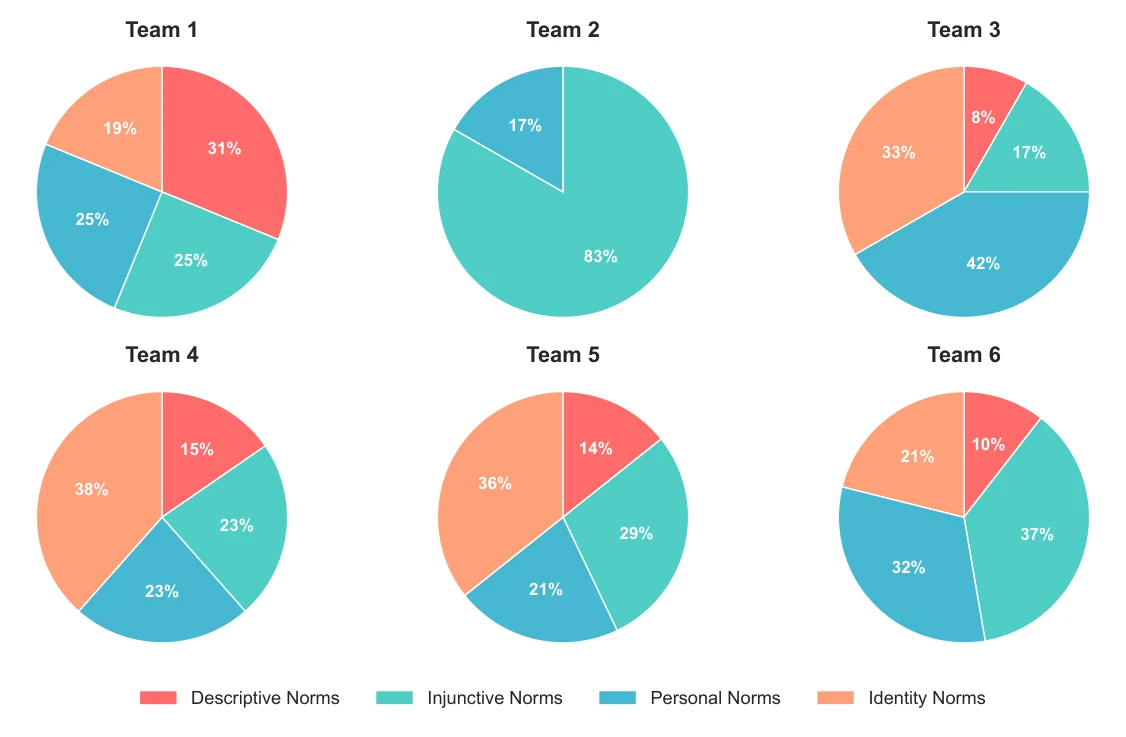 Team 1
Team 2
Team 3
19%
31%
25%
25%
17%
83%
8%
33%
17%
42%
Team 4
Team 5
Team 6
15%
38%
23%
23%
14%
36%
29%
21%
10%
21%
37%
32%
Descriptive Norms
Injunctive Norms
Personal Norms
Identity Norms